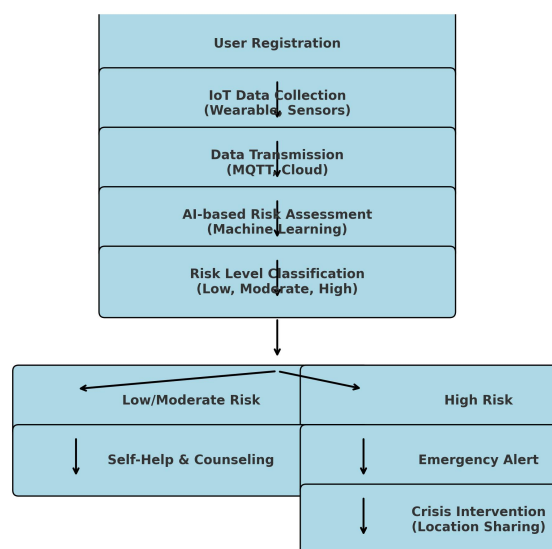 User Registration
IoT Data Collection
(Wearable, Sensors)
Data Transmission
(MQTT, Cloud)
AI-based Risk Assessment
(Machine Learning)
Risk Level Classification
(Low, Moderate, High)
Low/Moderate Risk
High Risk
Self-Help & Counseling
Emergency Alert
Crisis Intervention
(Location Sharing)